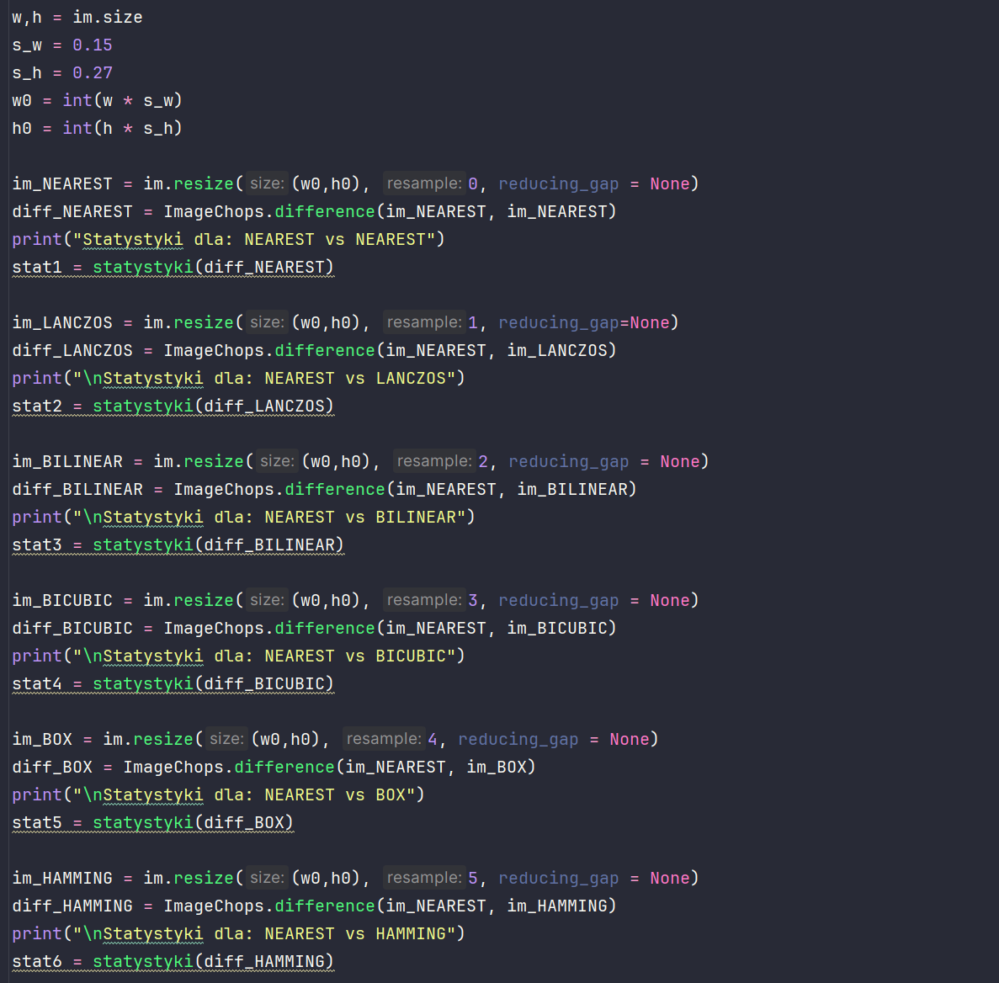 w,h = im.size
s_w = 0.15
s_h = 0.27
w0 = int(w * s_w)
h0 = int(h * s_h)
im_NEAREST = im.resize( size: (w0,h0), resample: 0, reducing_gap = None)
diff_NEAREST = ImageChops.difference(im_NEAREST, im_NEAREST)
print("Statystyki dla: NEAREST vs NEAREST")
stat1 = statystyki(diff_NEAREST)
im_LANCZOS = im.resize( size: (w0,h0), resample: 1, reducing_gap=None)
diff_LANCZOS = ImageChops.difference(im_NEAREST, im_LANCZOS)
print("\nStatystyki dla: NEAREST vs LANCZOS")
stat2 = statystyki(diff_LANCZOS)
im_BILINEAR = im.resize( size: (w0,h0), resample: 2, reducing_gap = None)
diff_BILINEAR = ImageChops.difference(im_NEAREST, im_BILINEAR)
print("\nStatystyki dla: NEAREST vs BILINEAR")
stat3 = statystyki(diff_BILINEAR)
im_BICUBIC = im.resize( size: (w0,h0), resample: 3, reducing_gap = None)
diff_BICUBIC = ImageChops.difference(im_NEAREST, im_BICUBIC)
print("\nStatystyki dla: NEAREST vs BICUBIC")
stat4 = statystyki(diff_BICUBIC)
im_BOX = im.resize( size: (w0,h0), resample: 4, reducing_gap = None)
diff_BOX = ImageChops.difference(im_NEAREST, im_BOX)
print("\nStatystyki dla: NEAREST vs BOX")
stat5 = statystyki(diff_BOX)
im_HAMMING = im.resize( size: (w0,h0), resample: 5, reducing_gap = None)
diff_HAMMING = ImageChops.difference(im_NEAREST, im_HAMMING)
print("\nStatystyki dla: NEAREST vs HAMMING")
stat6 = statystyki(diff_HAMMING)